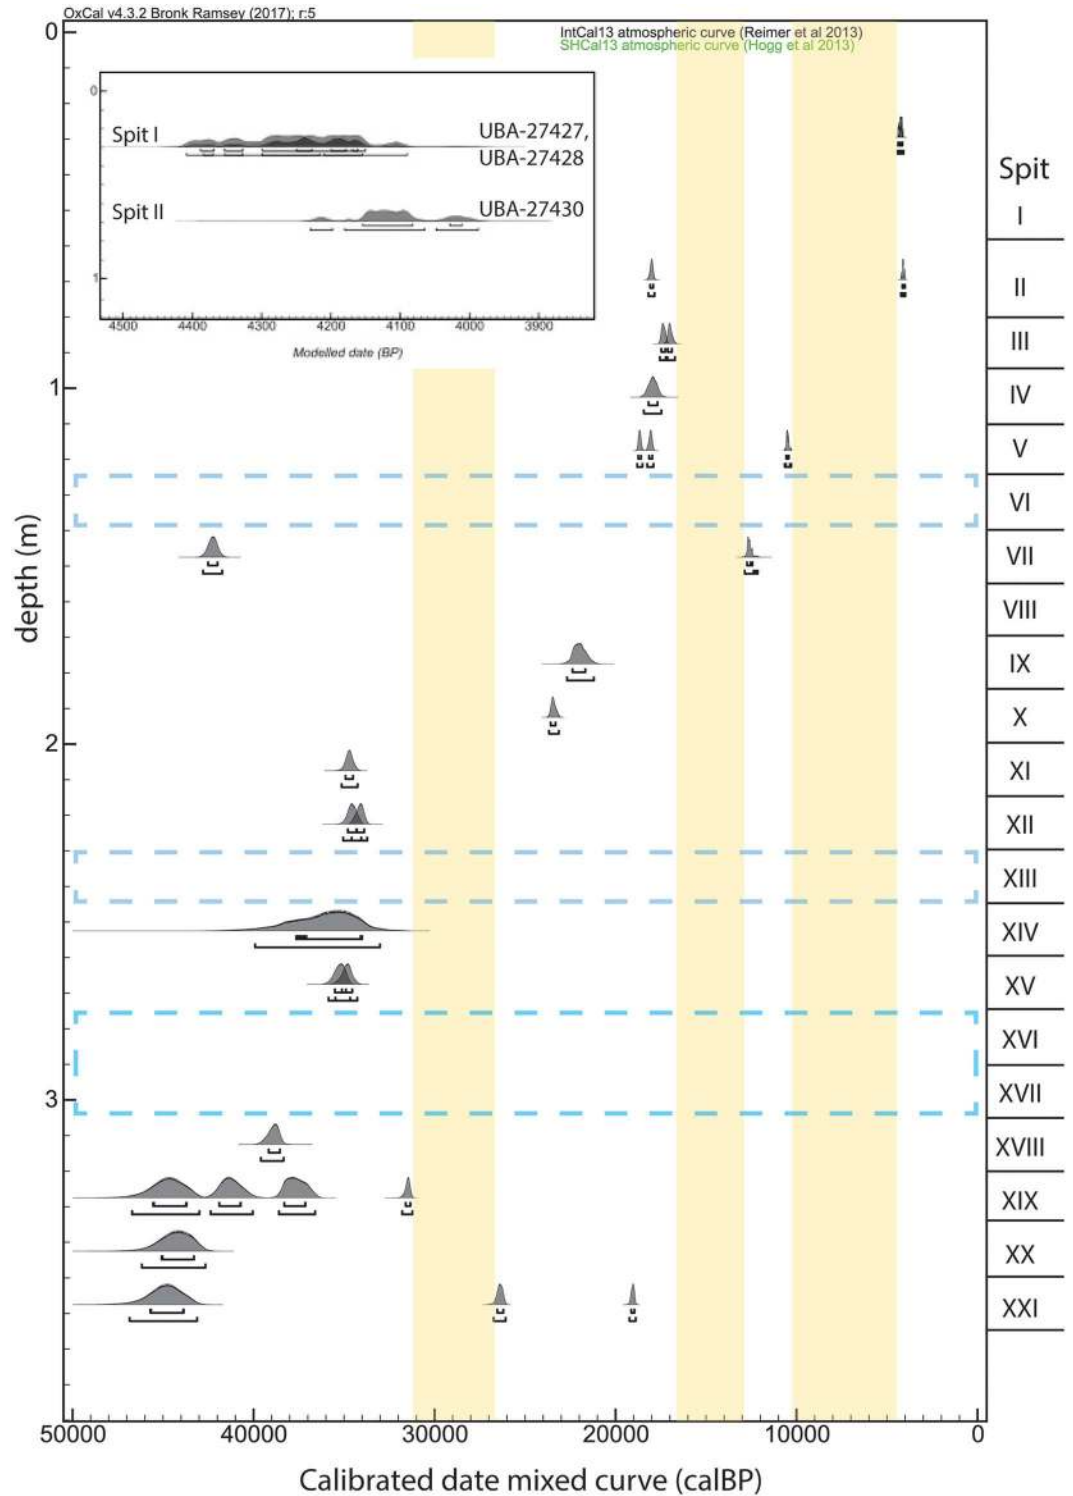 OxCal v4.3.2 Bronk Ramsey (2017); r:5
IntCal13 atmospheric curve (Reimer et al 2013)
SHCal13 atmospheric curve (Hogg et al 2013)
0
0
Spit I
UBA-27427,
UBA-27428
Spit II
UBA-27430
1
4500 4400 4300 4200 4100 4000 3900
Modelled date (BP)
Spit
I
II
III
1
IV
V
VI
depth (m)
VII
VIII
IX
X
2
XI
XII
XIII
XIV
XV
XVI
XVII
3
XVIII
XIX
XX
XXI
50000 40000 30000 20000 10000 0
Calibrated date mixed curve (calBP)